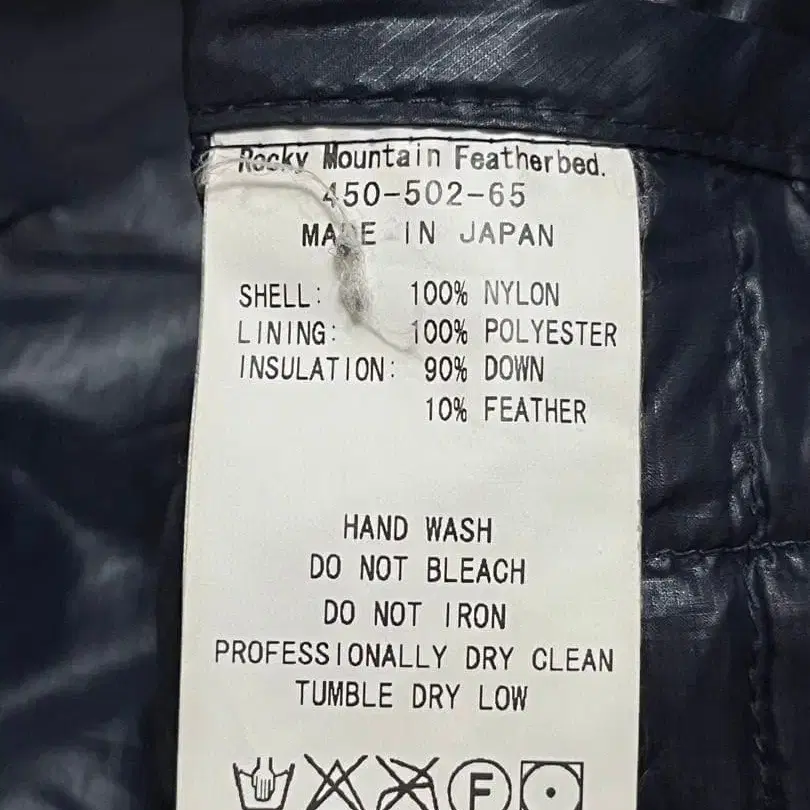 Rocky Mountain Featherbed.
450-502-65
MADE IN JAPAN
SHELL: 100% NYLON
LINING: 100% POLYESTER
INSULATION: 90% DOWN
10% FEATHER
HAND WASH
DO NOT BLEACH
DO NOT IRON
PROFESSIONALLY DRY CLEAN
TUMBLE DRY LOW
F